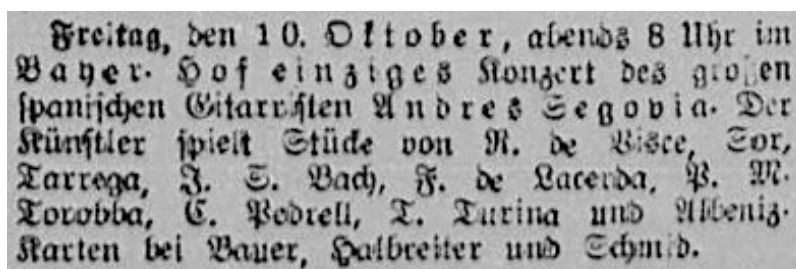 Freitag, den 10. Oktober, abends 8 Uhr im
Bayer. Hof einziges Konzert des großen
spanischen Gitarristen Andres Segovia. Der
Künstler spielt Stücke von R. de Visce, Sor,
Tarrega, J. S. Bach, F. de Lacerda, P. M.
Torobba, C. Pedrell, T. Turina und Albeniz.
Karten bei Bauer, Halbreiter und Schmid.